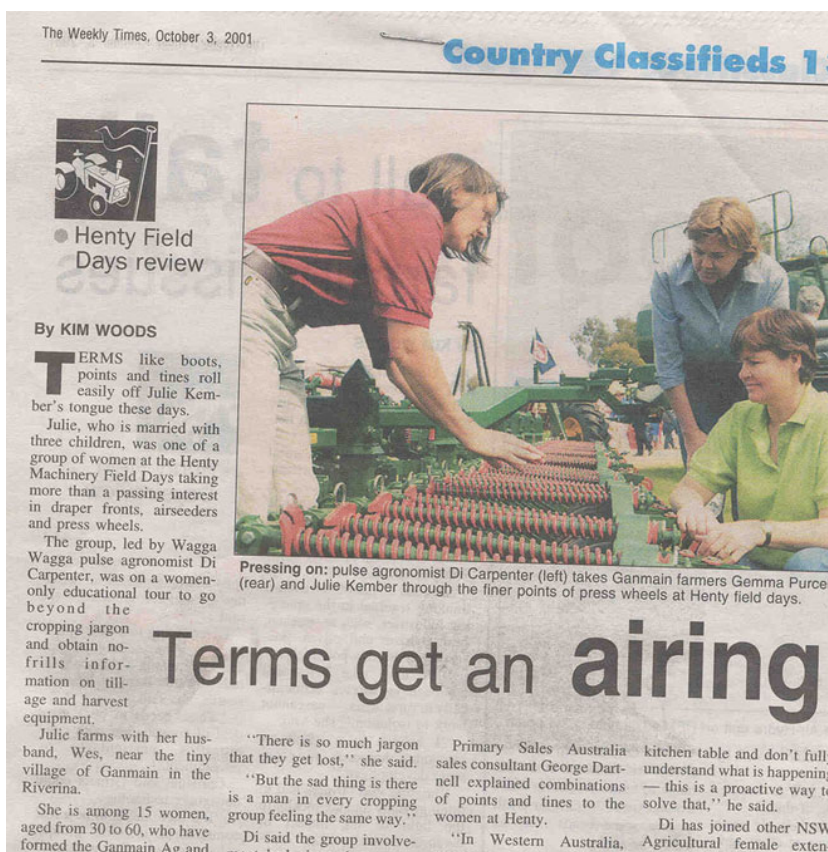 The Weekly Times, October 3, 2001
Country Classifieds
Henty Field
Days review
By KIM WOODS
TERMS like boots,
points and tines roll
easily off Julie Kem-
ber's tongue these days.
Julie, who is married with
three children, was one of a
group of women at the Henty
Machinery Field Days taking
more than a passing interest
in draper fronts, airseeders
and press wheels.
The group, led by Wagga
Wagga pulse agronomist Di
Carpenter, was on a women-
only educational tour to go
beyond the
cropping jargon
and obtain no-
frills infor-
mation on till-
age and harvest
equipment.
Julie farms with her hus-
band, Wes, near the tiny
village of Ganmain in the
Riverina.
She is among 15 women,
aged from 30 to 60, who have
formed the Ganmain Ag and
Pressing on: pulse agronomist Di Carpenter (left) takes Ganmain farmers Gemma Purce
(rear) and Julie Kember through the finer points of press wheels at Henty field days.
Terms get an airing
"There is so much jargon
that they get lost," she said.
"But the sad thing is there
is a man in every cropping
group feeling the same way."
Di said the group involve-
Primary Sales Australia
sales consultant George Dart-
nell explained combinations
of points and tines to the
women at Henty.
"In Western Australia,
kitchen table and don't fully
understand what is happening
— this is a proactive way to
solve that," he said.
Di has joined other NSW
Agricultural female exten